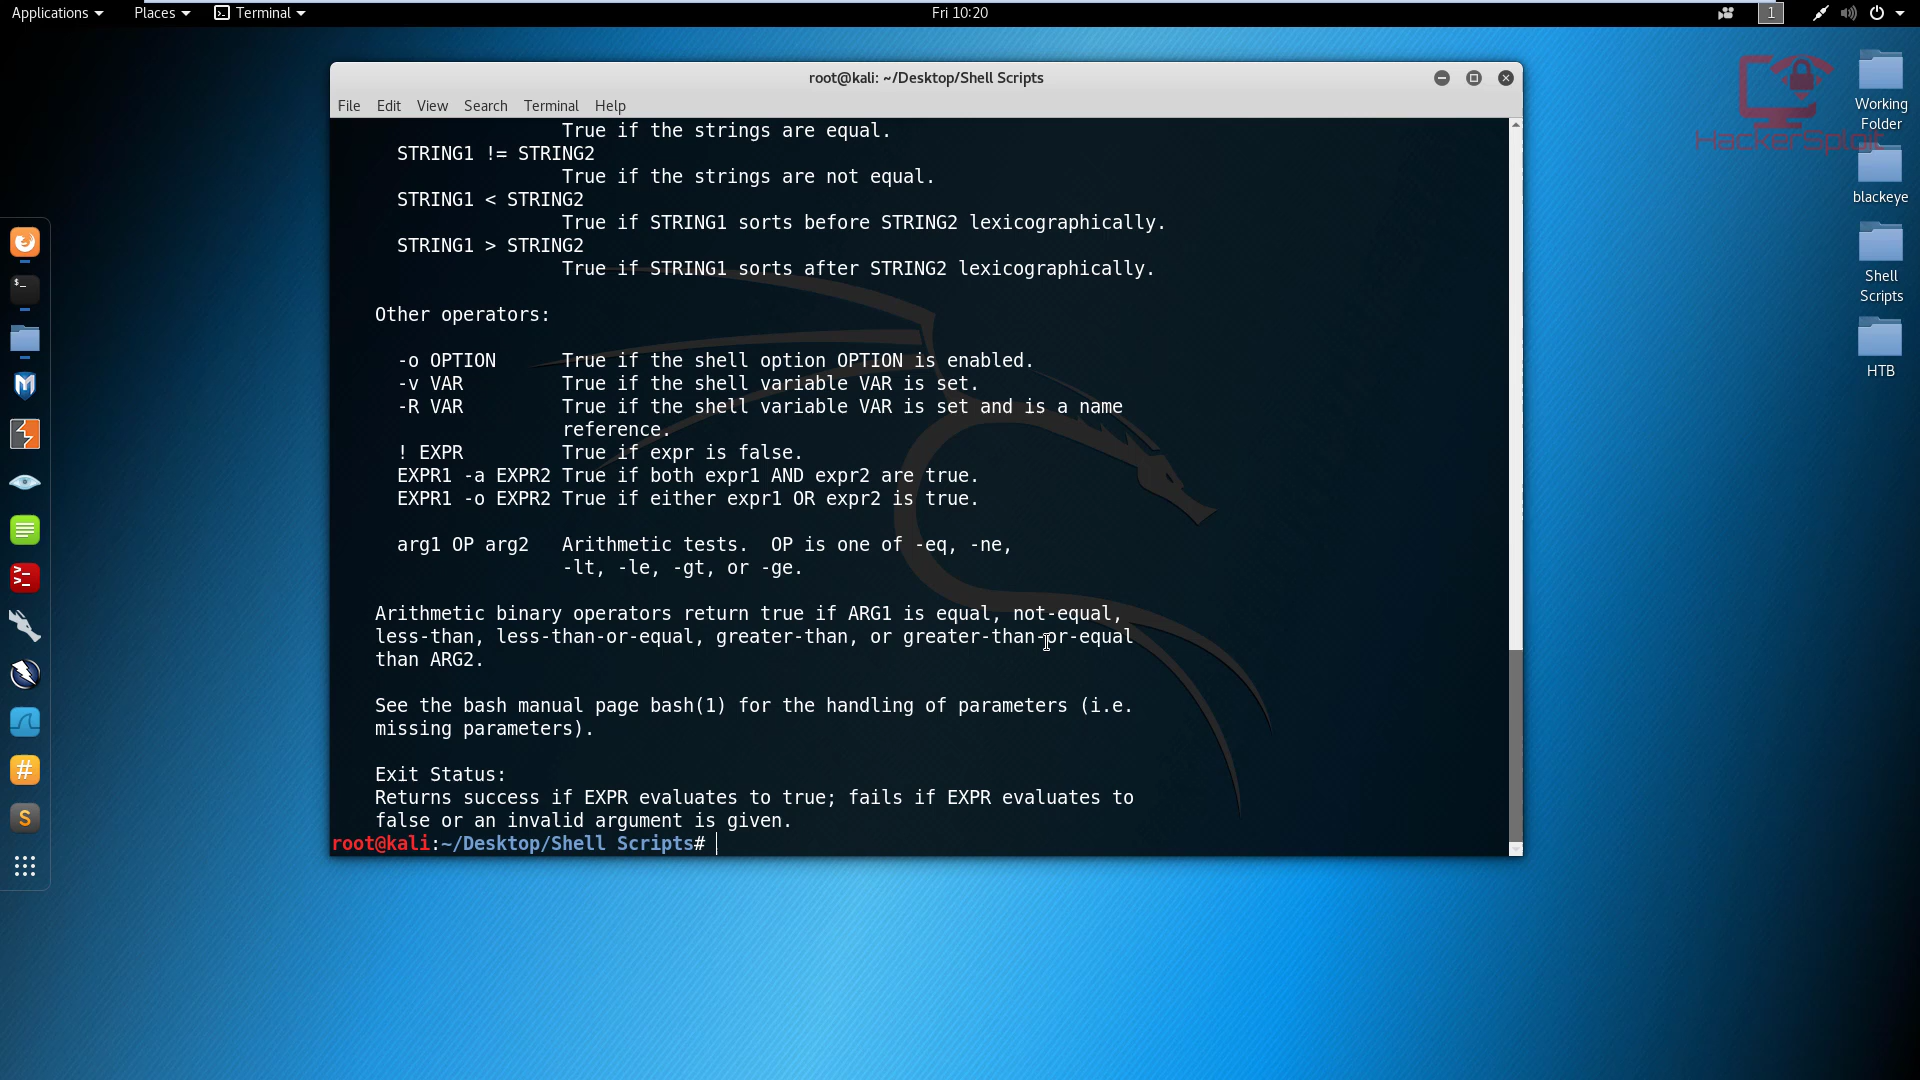 Applications Places Terminal Fri 10:20 1
root@kali: ~/Desktop/Shell Scripts
File Edit View Search Terminal Help
True if the strings are equal.
STRING1 != STRING2
True if the strings are not equal.
STRING1 < STRING2
True if STRING1 sorts before STRING2 lexicographically.
STRING1 > STRING2
True if STRING1 sorts after STRING2 lexicographically.
Other operators:
-o OPTION True if the shell option OPTION is enabled.
-v VAR True if the shell variable VAR is set.
-R VAR True if the shell variable VAR is set and is a name
reference.
! EXPR True if expr is false.
EXPR1 -a EXPR2 True if both expr1 AND expr2 are true.
EXPR1 -o EXPR2 True if either expr1 OR expr2 is true.
arg1 OP arg2 Arithmetic tests. OP is one of -eq, -ne,
-lt, -le, -gt, or -ge.
Arithmetic binary operators return true if ARG1 is equal, not-equal,
less-than, less-than-or-equal, greater-than, or greater-than-or-equal
than ARG2.
See the bash manual page bash(1) for the handling of parameters (i.e.
missing parameters).
Exit Status:
Returns success if EXPR evaluates to true; fails if EXPR evaluates to
false or an invalid argument is given.
root@kali:~/Desktop/Shell Scripts#
HackerSploit
Working
Folder
blackeye
Shell
Scripts
HTB